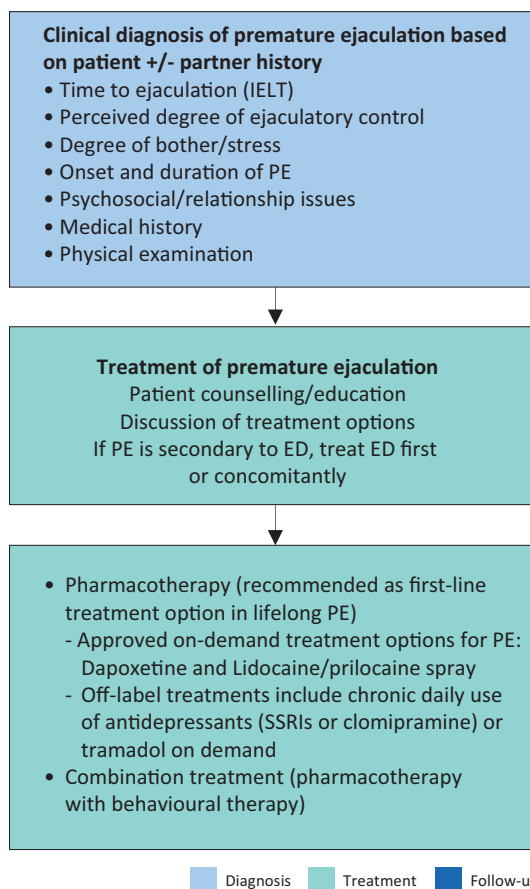 Clinical diagnosis of premature ejaculation based
on patient +/- partner history
• Time to ejaculation (IELT)
• Perceived degree of ejaculatory control
• Degree of bother/stress
• Onset and duration of PE
• Psychosocial/relationship issues
• Medical history
• Physical examination
Treatment of premature ejaculation
Patient counselling/education
Discussion of treatment options
If PE is secondary to ED, treat ED first
or concomitantly
• Pharmacotherapy (recommended as first-line
treatment option in lifelong PE)
- Approved on-demand treatment options for PE:
Dapoxetine and Lidocaine/prilocaine spray
- Off-label treatments include chronic daily use
of antidepressants (SSRIs or clomipramine) or
tramadol on demand
• Combination treatment (pharmacotherapy
with behavioural therapy)
Diagnosis Treatment Follow-u